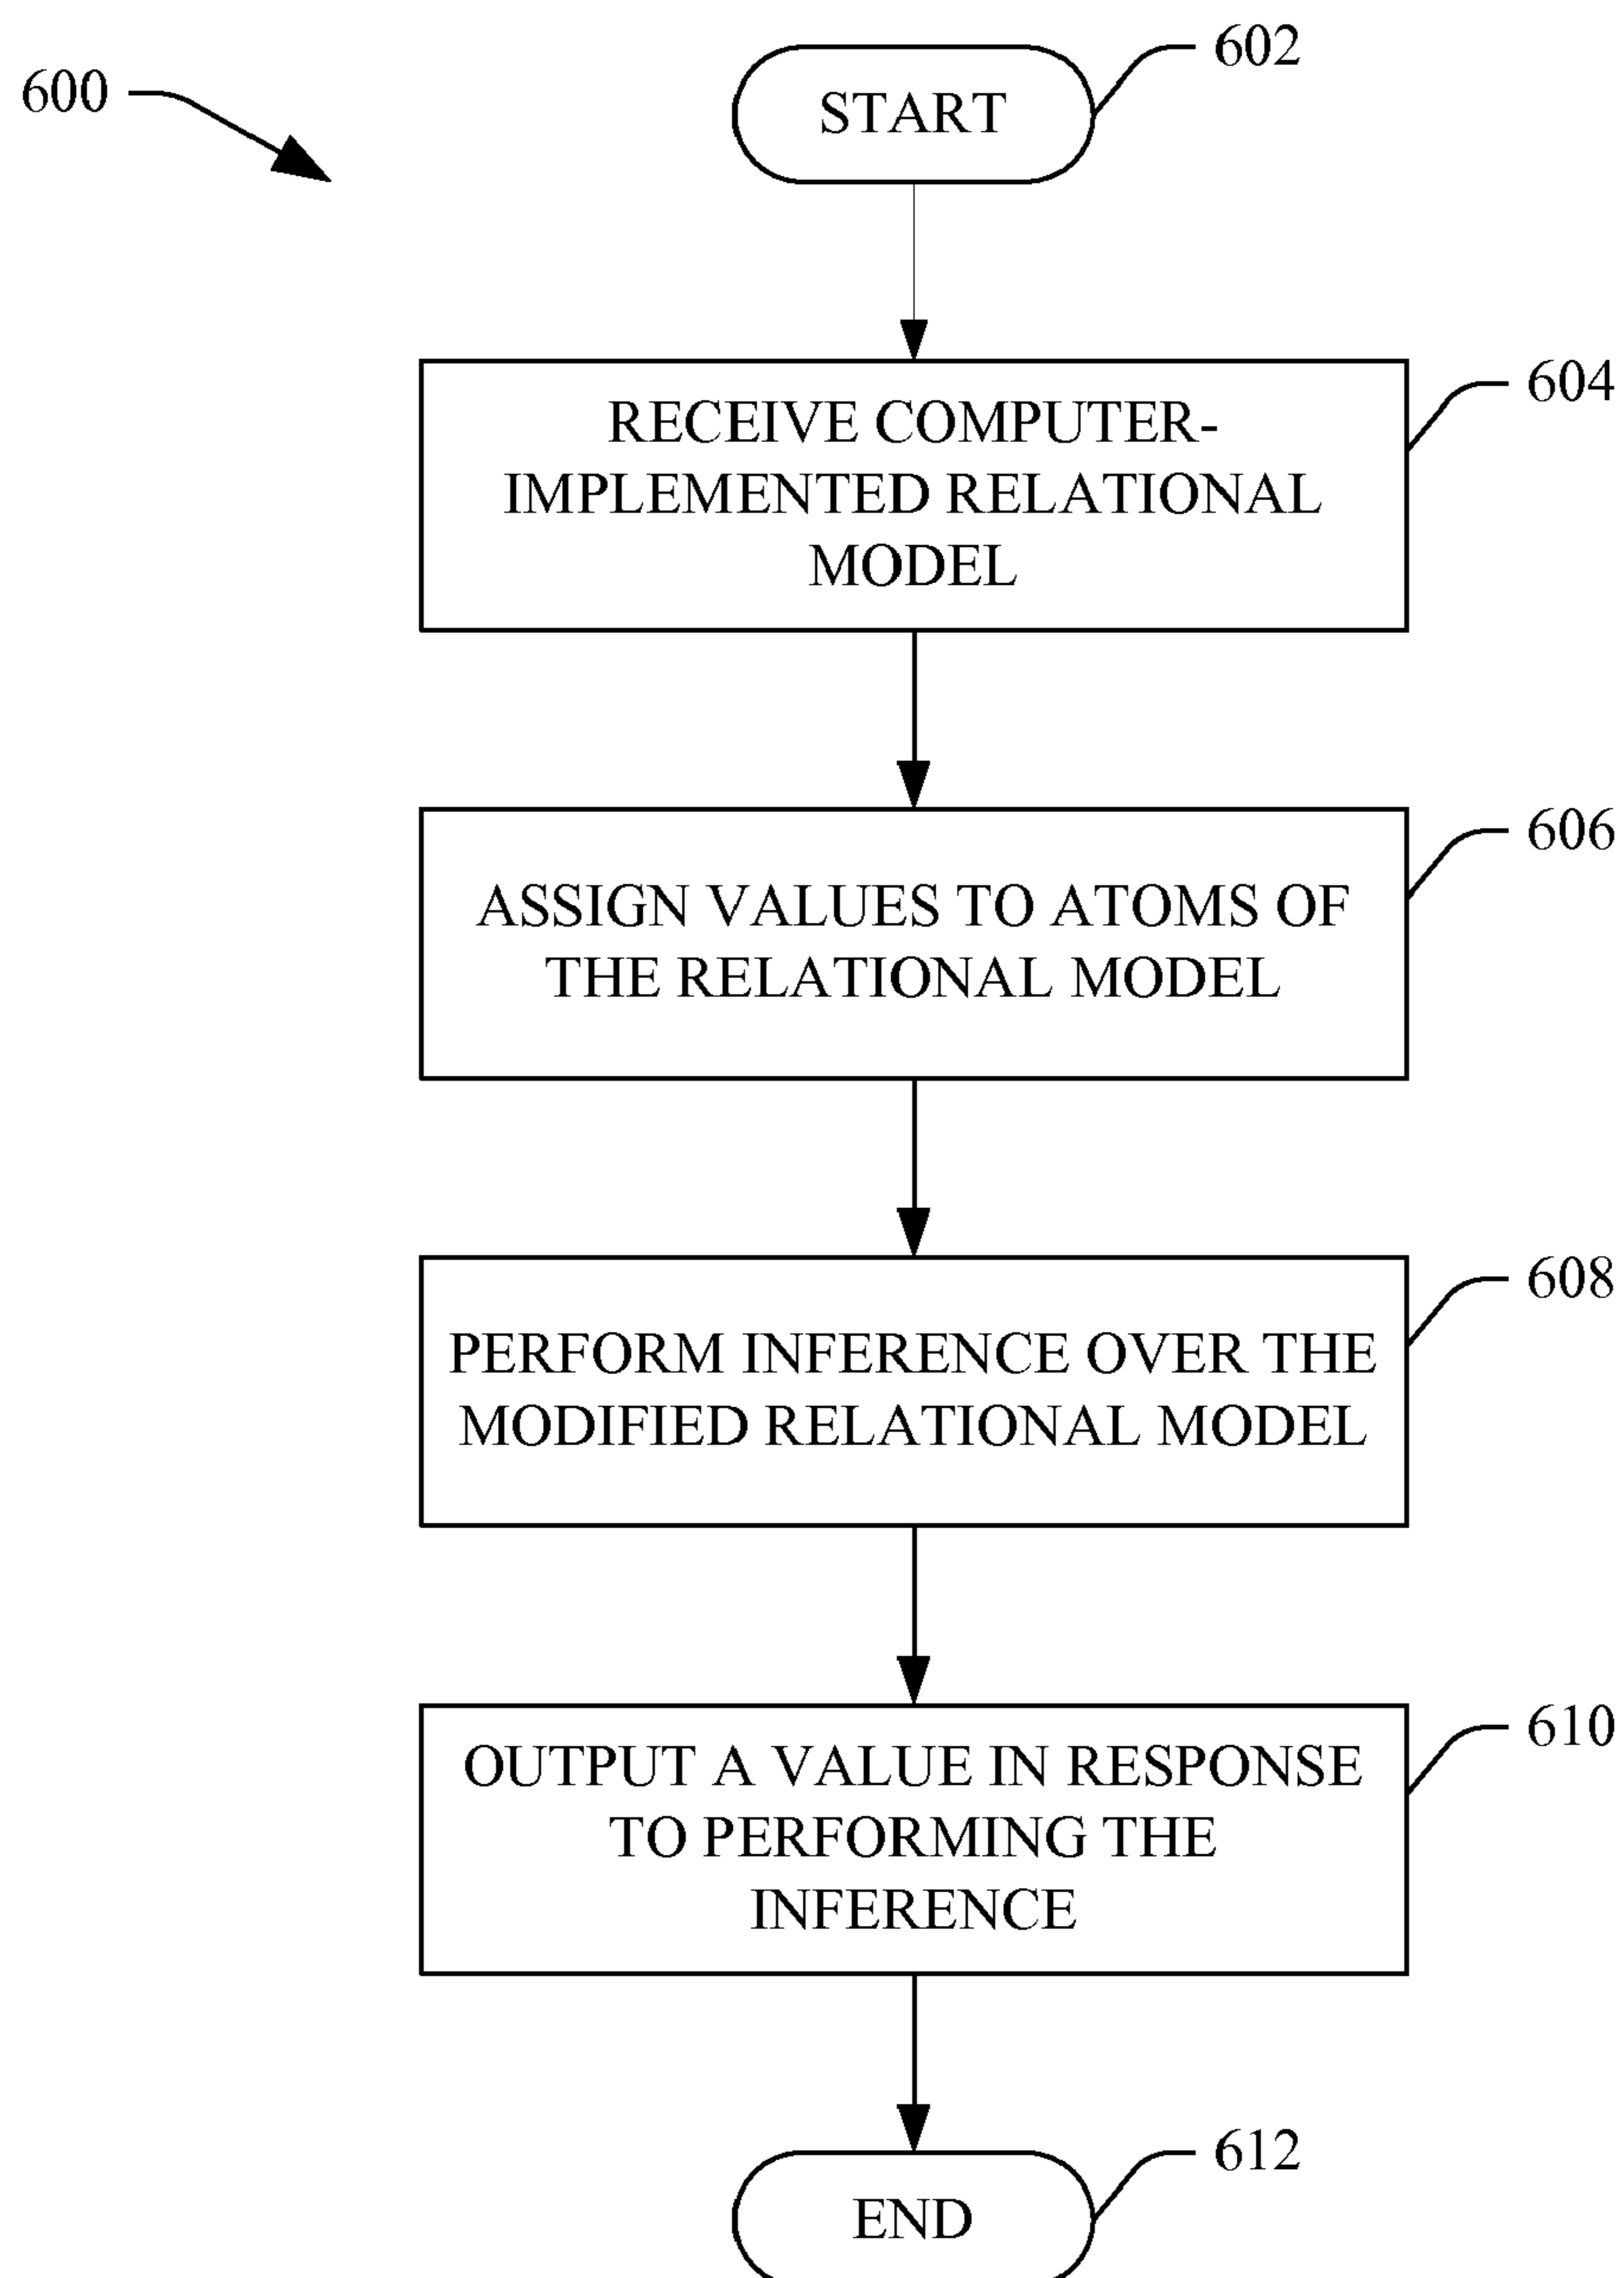 600
START
602
RECEIVE COMPUTER-
IMPLEMENTED RELATIONAL
MODEL
604
ASSIGN VALUES TO ATOMS OF
THE RELATIONAL MODEL
606
PERFORM INFERENCE OVER THE
MODIFIED RELATIONAL MODEL
608
OUTPUT A VALUE IN RESPONSE
TO PERFORMING THE
INFERENCE
610
END
612